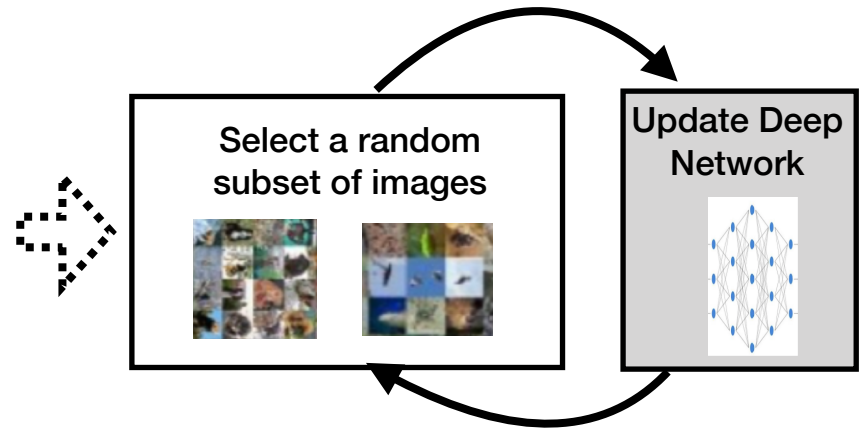 Select a random
subset of images
Update Deep
Network